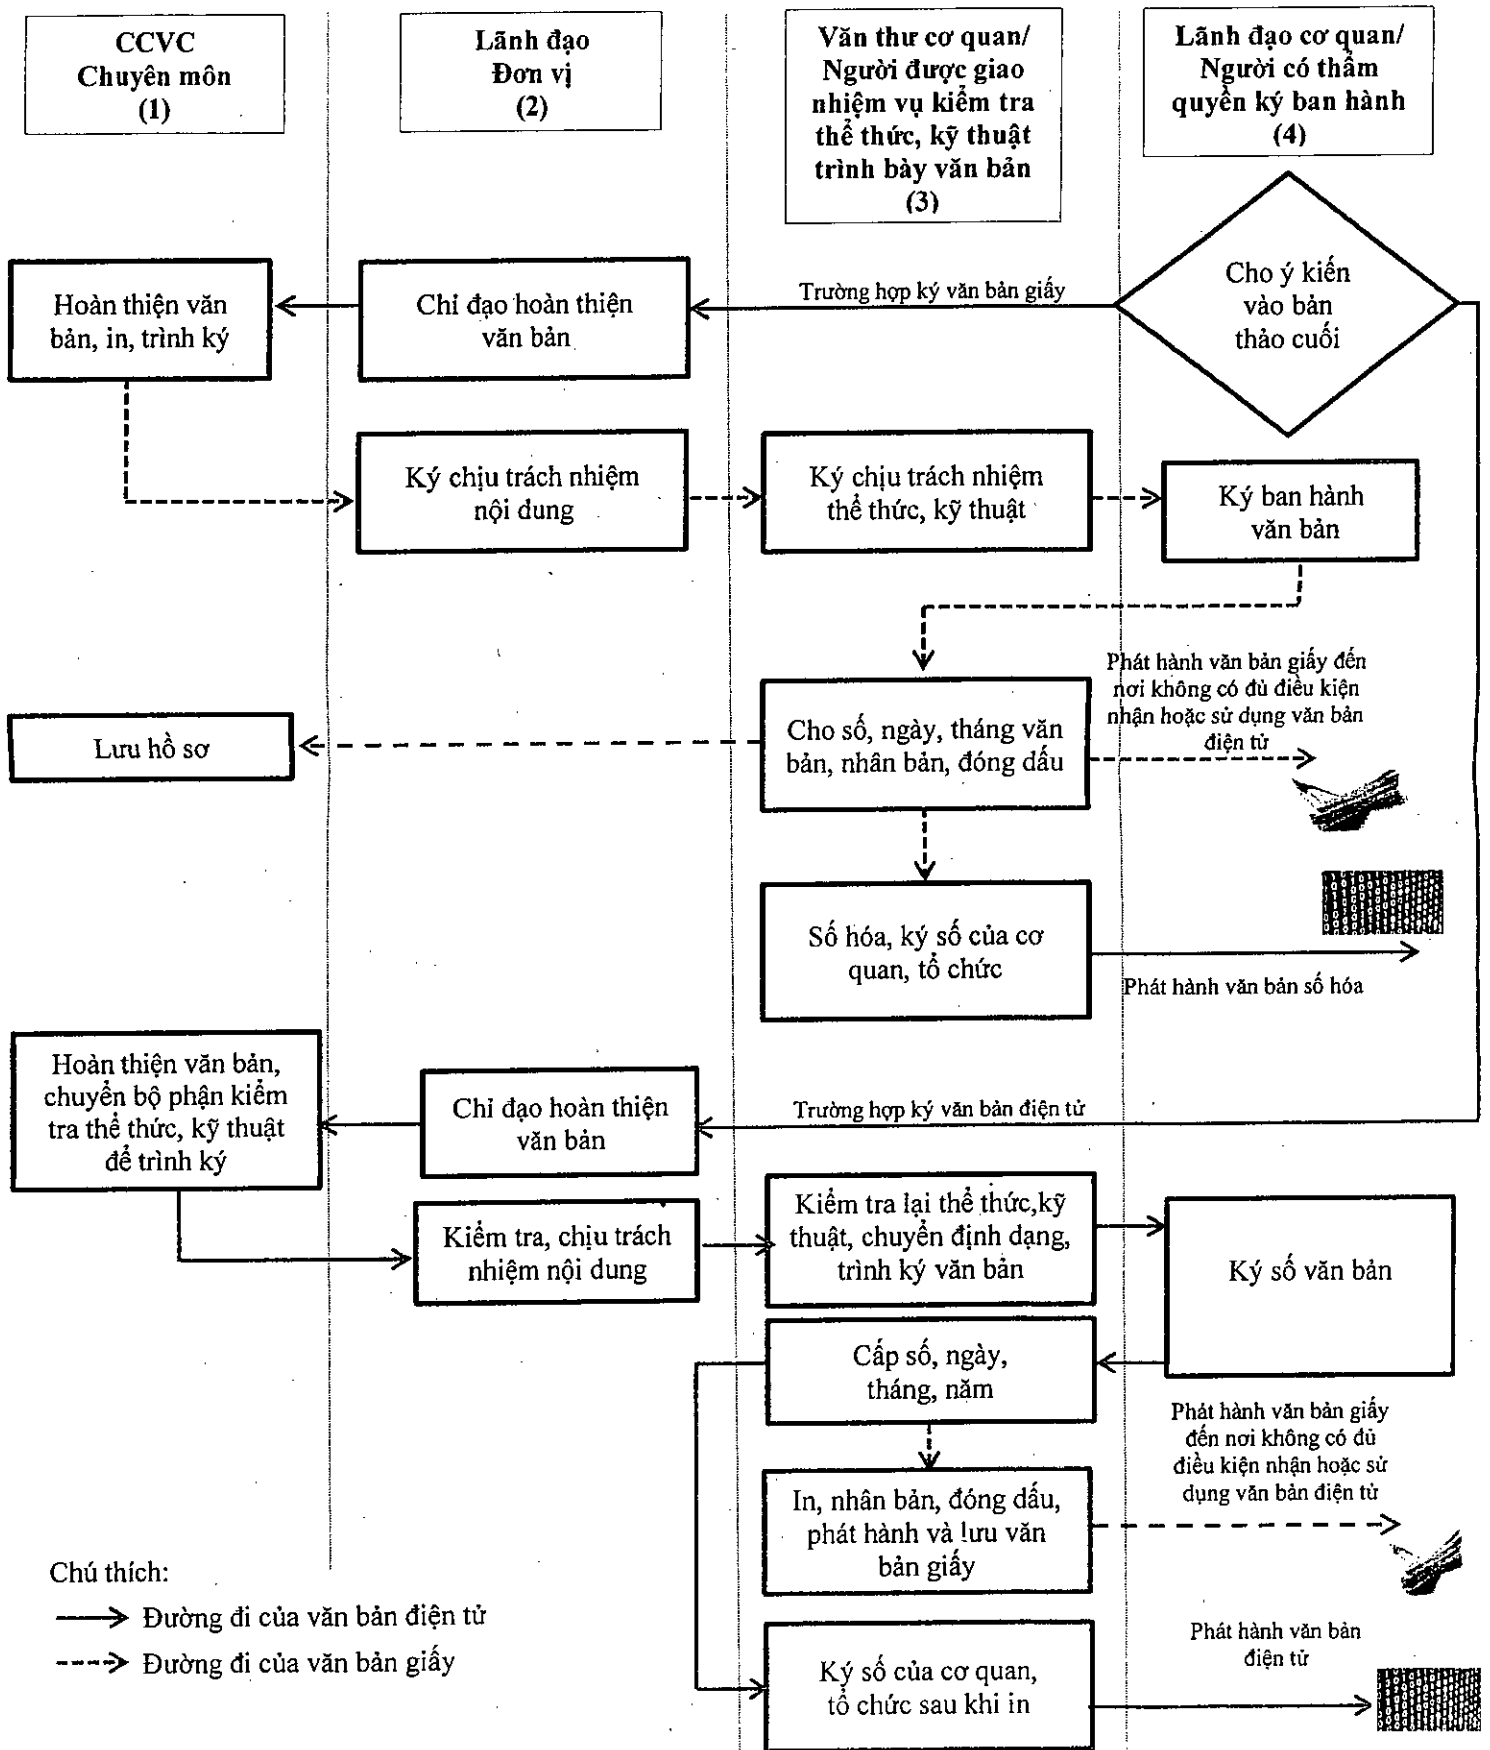 CCVC
Chuyên môn
(1)
Lãnh đạo
Đơn vị
(2)
Văn thư cơ quan/
Người được giao
nhiệm vụ kiểm tra
thể thức, kỹ thuật
trình bày văn bản
(3)
Lãnh đạo cơ quan/
Người có thẩm
quyền ký ban hành
(4)
Cho ý kiến
vào bản
thảo cuối
Trường hợp ký văn bản giấy
Chỉ đạo hoàn thiện
văn bản
Hoàn thiện văn
bản, in, trình ký
Ký chịu trách nhiệm
nội dung
Ký chịu trách nhiệm
thể thức, kỹ thuật
Ký ban hành
văn bản
Phát hành văn bản giấy đến
nơi không có đủ điều kiện
nhận hoặc sử dụng văn bản
điện tử
Cho số, ngày, tháng văn
bản, nhân bản, đóng dấu
Lưu hồ sơ
Số hóa, ký số của cơ
quan, tổ chức
Phát hành văn bản số hóa
Trường hợp ký văn bản điện tử
Chỉ đạo hoàn thiện
văn bản
Hoàn thiện văn bản,
chuyển bộ phận kiểm
tra thể thức, kỹ thuật
để trình ký
Kiểm tra, chịu trách
nhiệm nội dung
Kiểm tra lại thể thức,kỹ
thuật, chuyển định dạng,
trình ký văn bản
Ký số văn bản
Cấp số, ngày,
tháng, năm
Phát hành văn bản giấy
đến nơi không có đủ
điều kiện nhận hoặc sử
dụng văn bản điện tử
In, nhân bản, đóng dấu,
phát hành và lưu văn
bản giấy
Ký số của cơ quan,
tổ chức sau khi in
Phát hành văn bản
điện tử
Chú thích:
Đường đi của văn bản điện tử
Đường đi của văn bản giấy